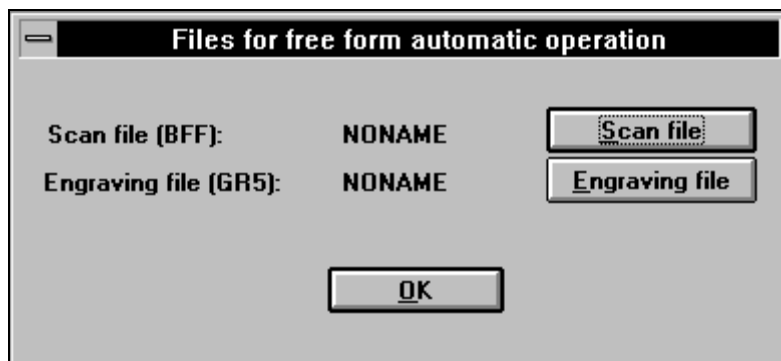 Files for free form automatic operation
Scan file (BFF): NONAME Scan file
Engraving file (GR5): NONAME Engraving file
OK